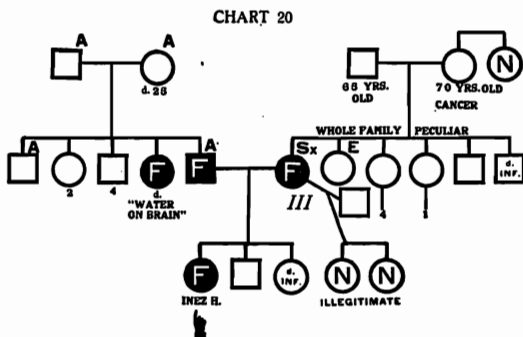 CHART 20
A A
d. 26
65 YRS. OLD
70 YRS. OLD
CANCER
N
WHOLE FAMILY PECULIAR
A A Sx E
F F F
2 4
d.
"WATER ON BRAIN"
III
d. INF.
4 1
F
d. INF.
N N
INEZ H.
ILLEGITIMATE